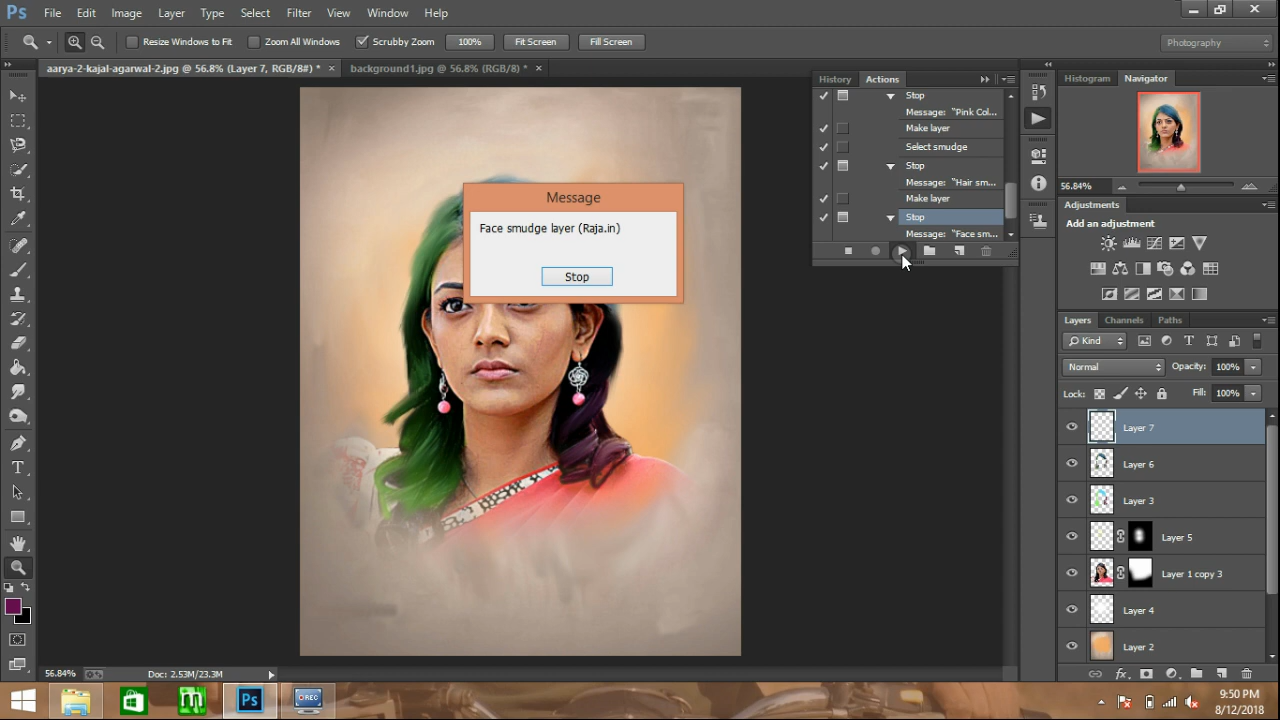 Ps File Edit Image Layer Type Select Filter View Window Help
Resize Windows to Fit Zoom All Windows Scrubby Zoom 100% Fit Screen Fill Screen Photography
aarya-2-kajal-agarwal-2.jpg @ 56.8% (Layer 7, RGB/8#) * × background1.jpg @ 56.8% (RGB/8) * ×
History Actions
Stop
Message: "Pink Col...
Make layer
Select smudge
Stop
Message: "Hair sm...
Make layer
Stop
Message: "Face sm...
Message
Face smudge layer (Raja.in)
Stop
Histogram Navigator
56.84%
Adjustments
Add an adjustment
Layers Channels Paths
Kind
Normal Opacity: 100%
Lock: Fill: 100%
Layer 7
Layer 6
Layer 3
Layer 5
Layer 1 copy 3
Layer 4
Layer 2
56.84% Doc: 2.53M/23.3M
Ps REC
9:50 PM
8/12/2018